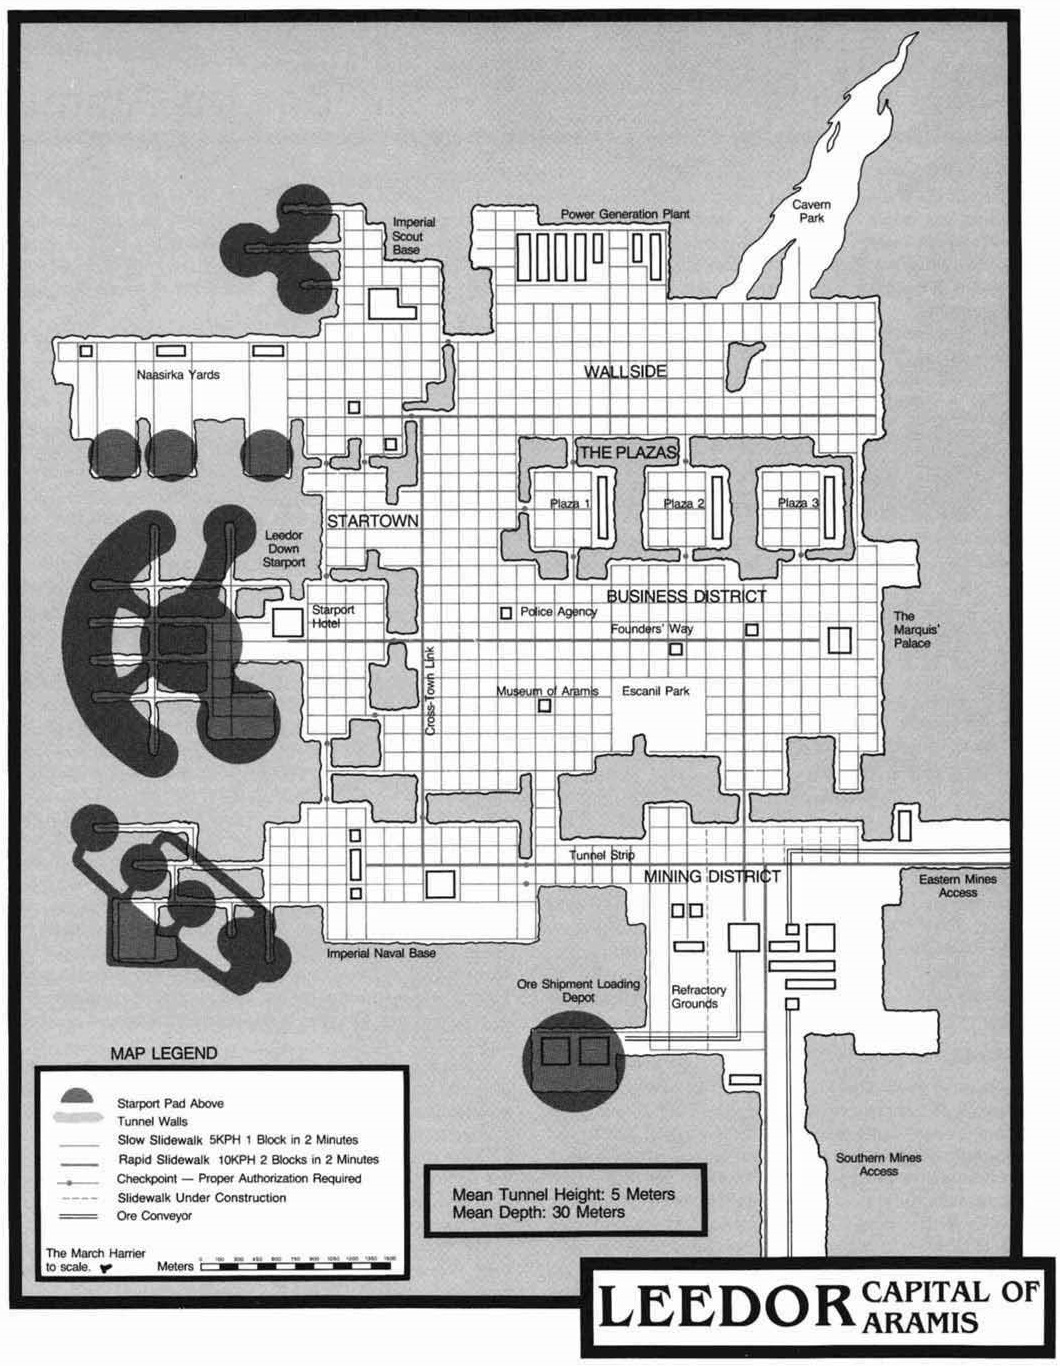 Cavern
Park
Imperial
Scout
Base
Power Generation Plant
WALLSIDE
Naasirka Yards
THE PLAZAS
Plaza 1
Plaza 2
Plaza 3
STARTOWN
Leedor
Down
Starport
BUSINESS DISTRICT
Starport
Hotel
Police Agency
Founders' Way
The
Marquis'
Palace
Cross-Town Link
Museum of Aramis
Escanil Park
Tunnel Strip
MINING DISTRICT
Eastern Mines
Access
Imperial Naval Base
Ore Shipment Loading
Depot
Refractory
Grounds
Southern Mines
Access
MAP LEGEND
Starport Pad Above
Tunnel Walls
Slow Slidewalk 5KPH 1 Block in 2 Minutes
Rapid Slidewalk 10KPH 2 Blocks in 2 Minutes
Checkpoint — Proper Authorization Required
Slidewalk Under Construction
Ore Conveyor
The March Harrier
to scale.
Meters
Mean Tunnel Height: 5 Meters
Mean Depth: 30 Meters
LEEDOR CAPITAL OF
ARAMIS